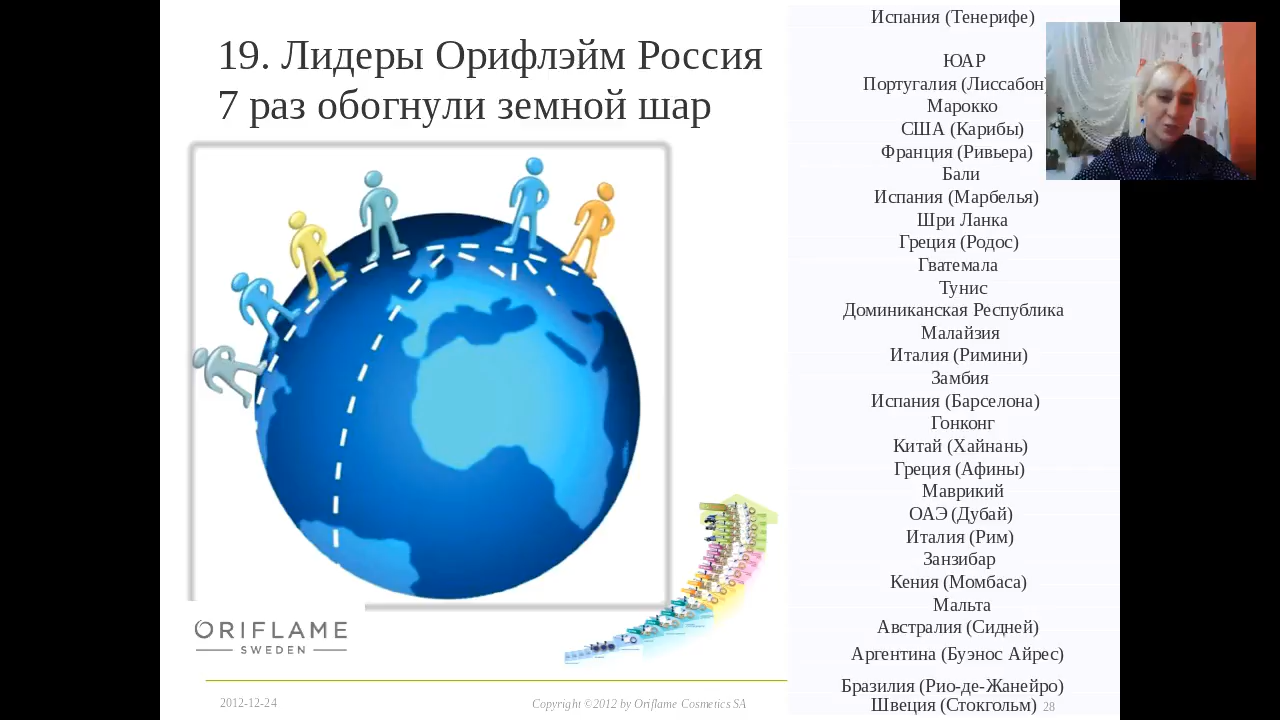 19. Лидеры Орифлэйм Россия
7 раз обогнули земной шар
Испания (Тенерифе)
ЮАР
Португалия (Лиссабон)
Марокко
США (Карибы)
Франция (Ривьера)
Бали
Испания (Марбелья)
Шри Ланка
Греция (Родос)
Гватемала
Тунис
Доминиканская Республика
Малайзия
Италия (Римини)
Замбия
Испания (Барселона)
Гонконг
Китай (Хайнань)
Греция (Афины)
Маврикий
ОАЭ (Дубай)
Италия (Рим)
Занзибар
Кения (Момбаса)
Мальта
Австралия (Сидней)
Аргентина (Буэнос Айрес)
Бразилия (Рио-де-Жанейро)
Швеция (Стокгольм)
ORIFLAME
SWEDEN
2012-12-24
Copyright ©2012 by Oriflame Cosmetics SA
28